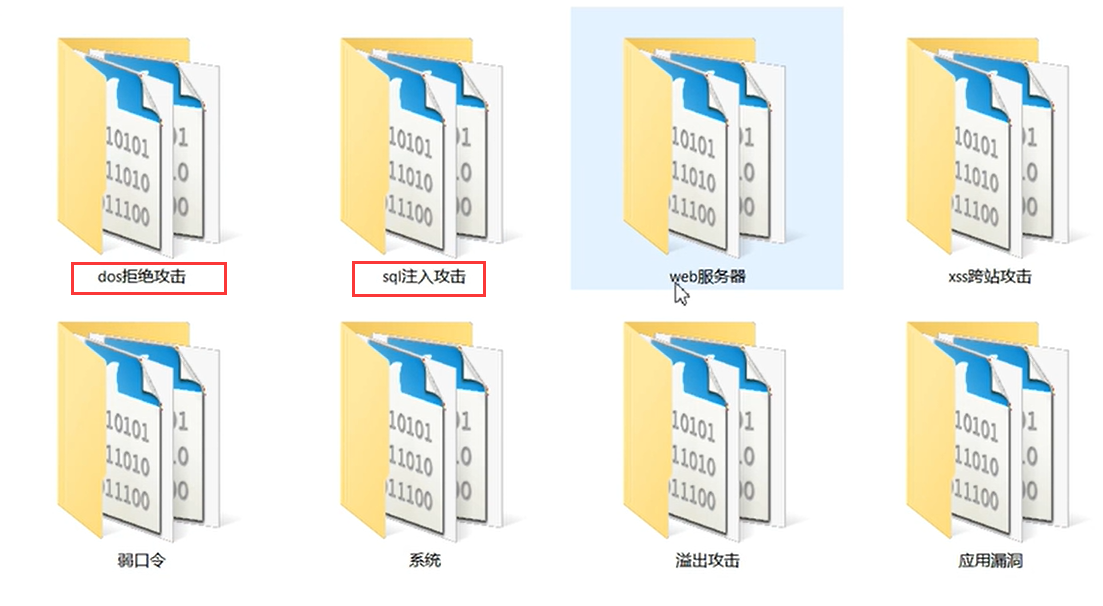 dos拒绝攻击
sql注入攻击
web服务器
xss跨站攻击
弱口令
系统
溢出攻击
应用漏洞